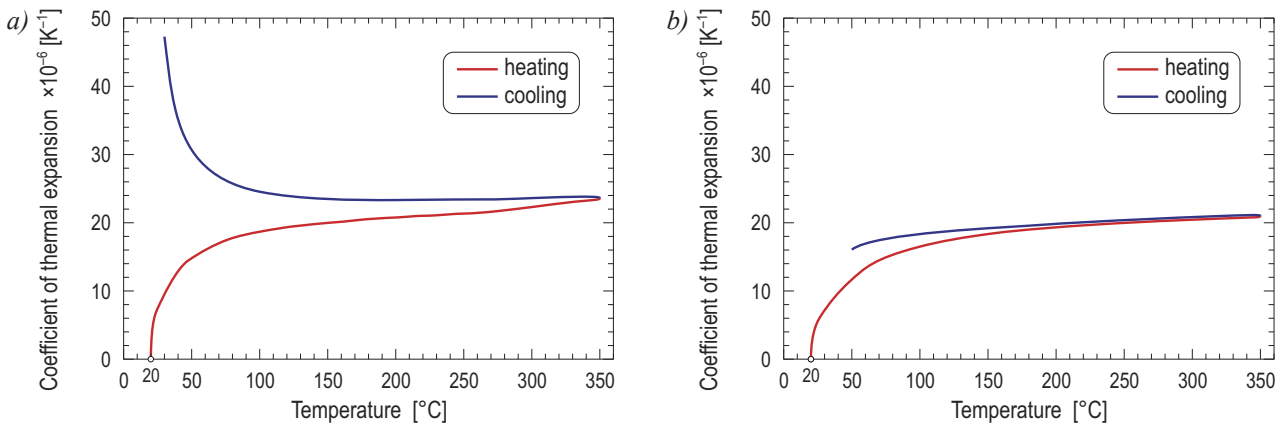 a)
Coefficient of thermal expansion ×10⁻⁶ [K⁻¹]
50
40
30
20
10
0
heating
cooling
0 20 50 100 150 200 250 300 350
Temperature [°C]
b)
Coefficient of thermal expansion ×10⁻⁶ [K⁻¹]
50
40
30
20
10
0
heating
cooling
0 20 50 100 150 200 250 300 350
Temperature [°C]